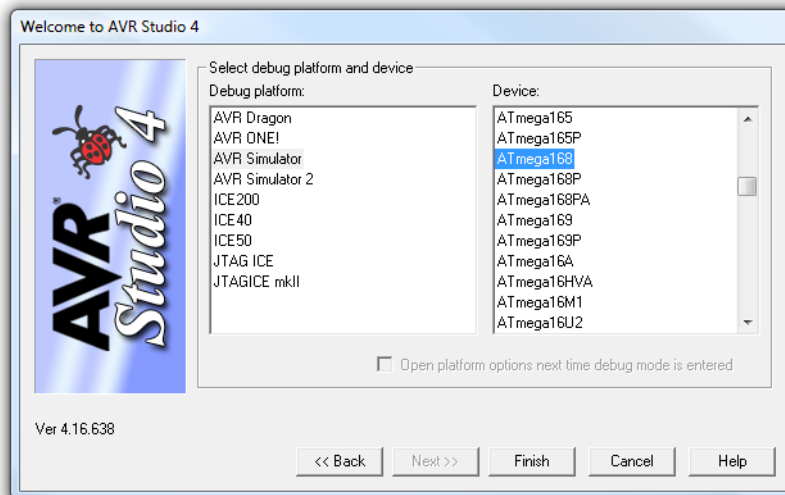 Welcome to AVR Studio 4
AVR® Studio 4
Select debug platform and device
Debug platform:
AVR Dragon
AVR ONE!
AVR Simulator
AVR Simulator 2
ICE200
ICE40
ICE50
JTAG ICE
JTAGICE mkII
Device:
ATmega165
ATmega165P
ATmega168
ATmega168P
ATmega168PA
ATmega169
ATmega169P
ATmega16A
ATmega16HVA
ATmega16M1
ATmega16U2
Open platform options next time debug mode is entered
Ver 4.16.638
<< Back
Next >>
Finish
Cancel
Help